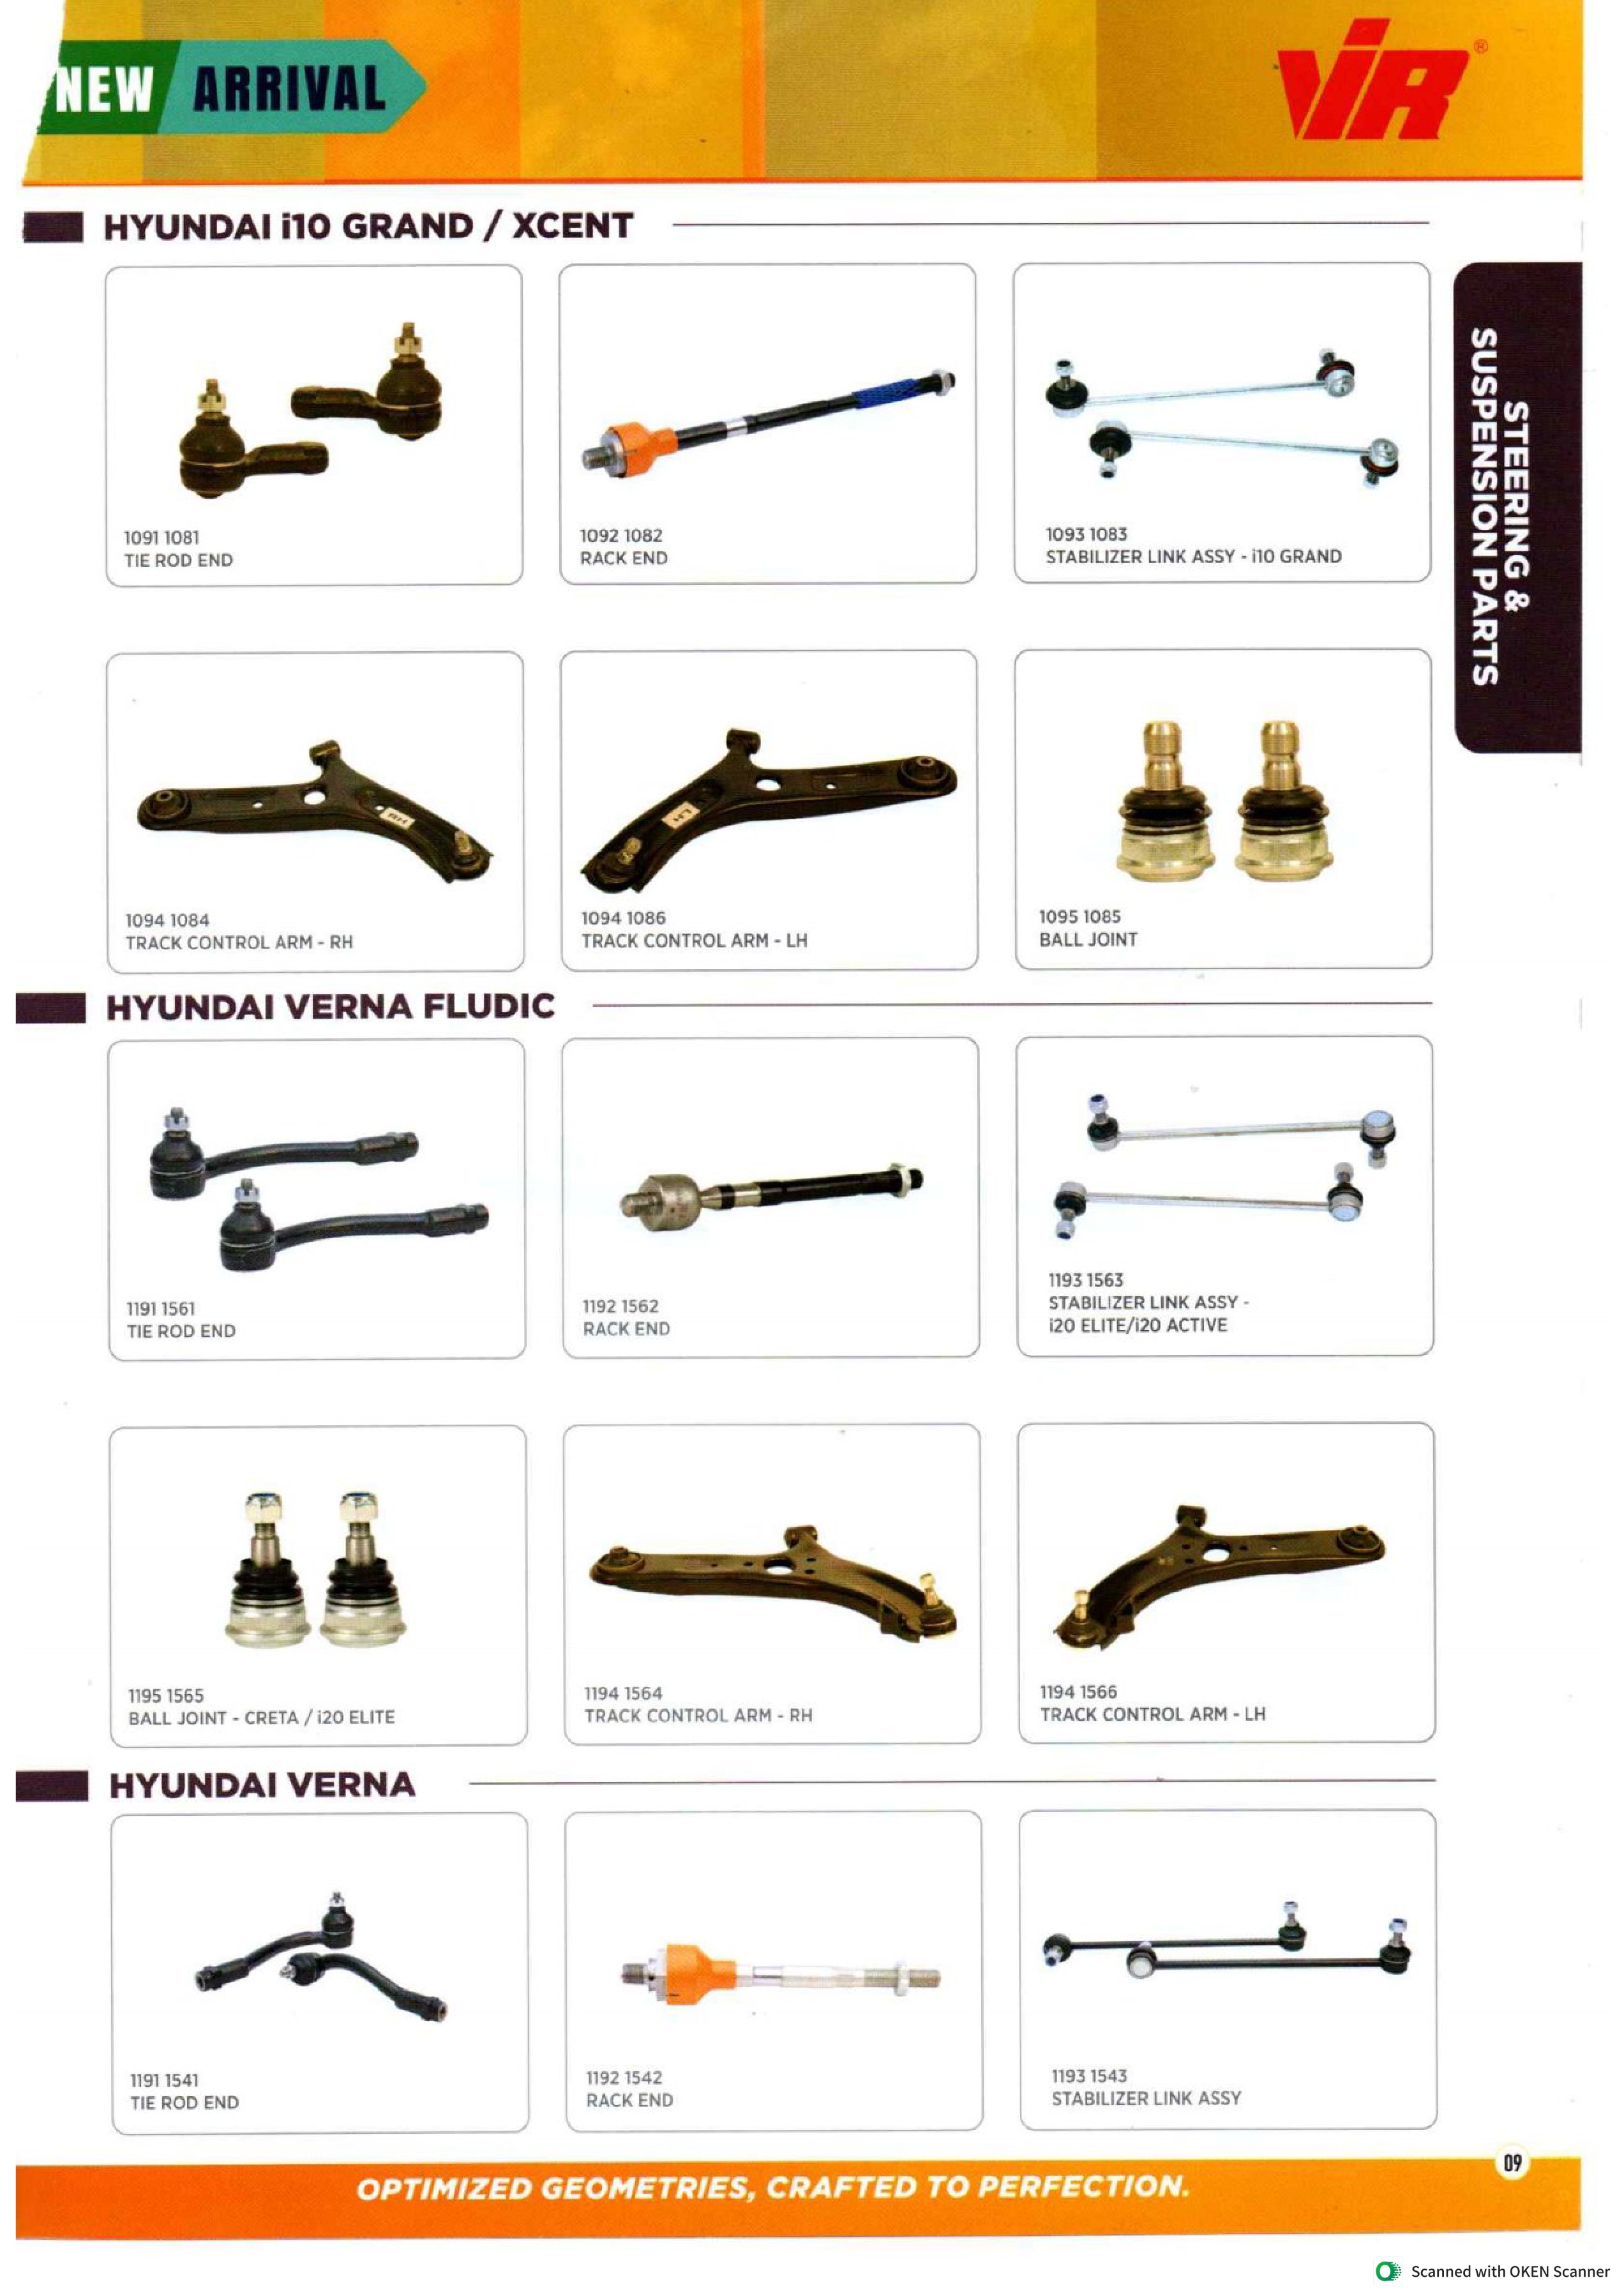 NEW ARRIVAL
ViR®
HYUNDAI i10 GRAND / XCENT
STEERING &
SUSPENSION PARTS
1091 1081
TIE ROD END
1092 1082
RACK END
1093 1083
STABILIZER LINK ASSY - i10 GRAND
RH
LH
1094 1084
TRACK CONTROL ARM - RH
1094 1086
TRACK CONTROL ARM - LH
1095 1085
BALL JOINT
HYUNDAI VERNA FLUDIC
1191 1561
TIE ROD END
1192 1562
RACK END
1193 1563
STABILIZER LINK ASSY -
i20 ELITE/i20 ACTIVE
1195 1565
BALL JOINT - CRETA / i20 ELITE
1194 1564
TRACK CONTROL ARM - RH
1194 1566
TRACK CONTROL ARM - LH
HYUNDAI VERNA
1191 1541
TIE ROD END
1192 1542
RACK END
1193 1543
STABILIZER LINK ASSY
09
OPTIMIZED GEOMETRIES, CRAFTED TO PERFECTION.
Scanned with OKEN Scanner